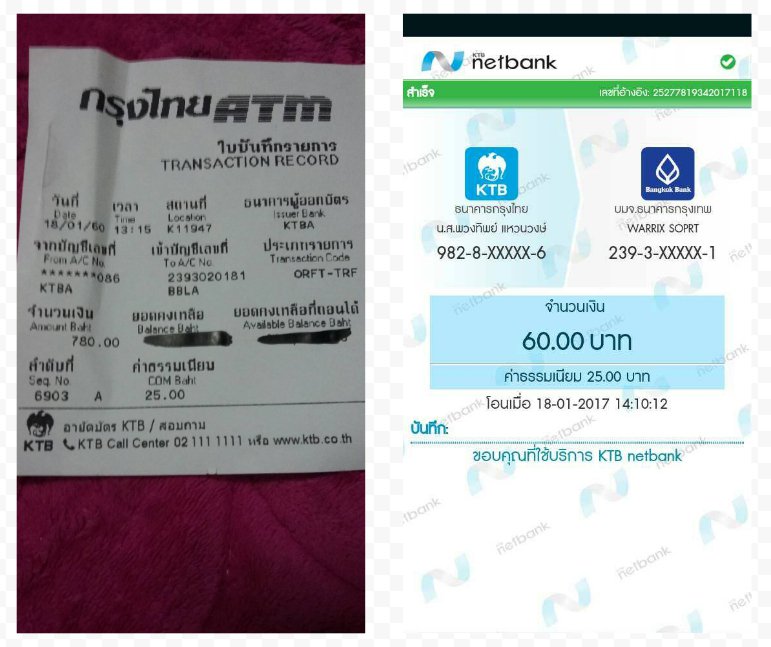 กรุงไทย ATM
ใบบันทึกรายการ
TRANSACTION RECORD
วันที่ เวลา สถานที่ ธนาคารผู้ออกบัตร
Date Time Location Issuer Bank
18/01/60 13:15 K11947 KTBA
จากบัญชีเลขที่ เข้าบัญชีเลขที่ ประเภทรายการ
From A/C No. To A/C No. Transaction Code
*******086 2393020181 ORFT-TRF
KTBA BBLA
จำนวนเงิน ยอดคงเหลือ ยอดคงเหลือที่ถอนได้
Amount Baht Balance Baht Available Balance Baht
780.00
ลำดับที่ ค่าธรรมเนียม
Seq. No. COM Baht
6903 A 25.00
อายัดบัตร KTB / สอบถาม
KTB KTB Call Center 02 111 1111 หรือ www.ktb.co.th
KTB netbank
สำเร็จ เลขที่อ้างอิง: 25277819342017118
KTB Bangkok Bank
ธนาคารกรุงไทย บมจ.ธนาคารกรุงเทพ
น.ส.พวงทิพย์ แหวนวงษ์ WARRIX SOPRT
982-8-XXXXX-6 239-3-XXXXX-1
จำนวนเงิน
60.00 บาท
ค่าธรรมเนียม 25.00 บาท
โอนเมื่อ 18-01-2017 14:10:12
บันทึก:
ขอบคุณที่ใช้บริการ KTB netbank